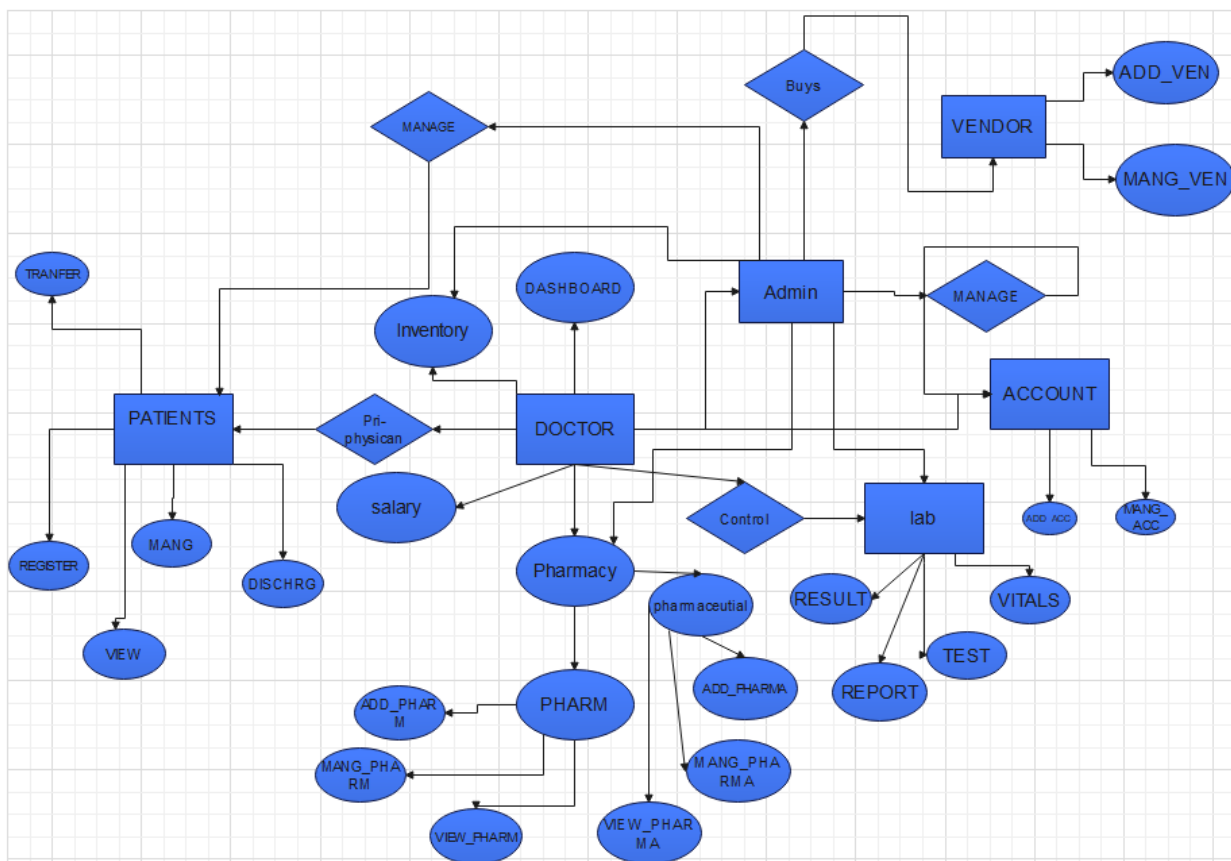 Buys
ADD_VEN
VENDOR
MANAGE
MANG_VEN
TRANFER
DASHBOARD
Admin
MANAGE
Inventory
PATIENTS
Pri-
physican
DOCTOR
ACCOUNT
salary
Control
lab
ADD ACC
MANG_
ACC
MANG
REGISTER
Pharmacy
DISCHRG
pharmaceutial
RESULT
VITALS
VIEW
TEST
ADD_PHARMA
REPORT
PHARM
ADD_PHAR
M
MANG_PHA
RM
MANG_PHA
RMA
VIEW_PHARM
VIEW_PHAR
MA